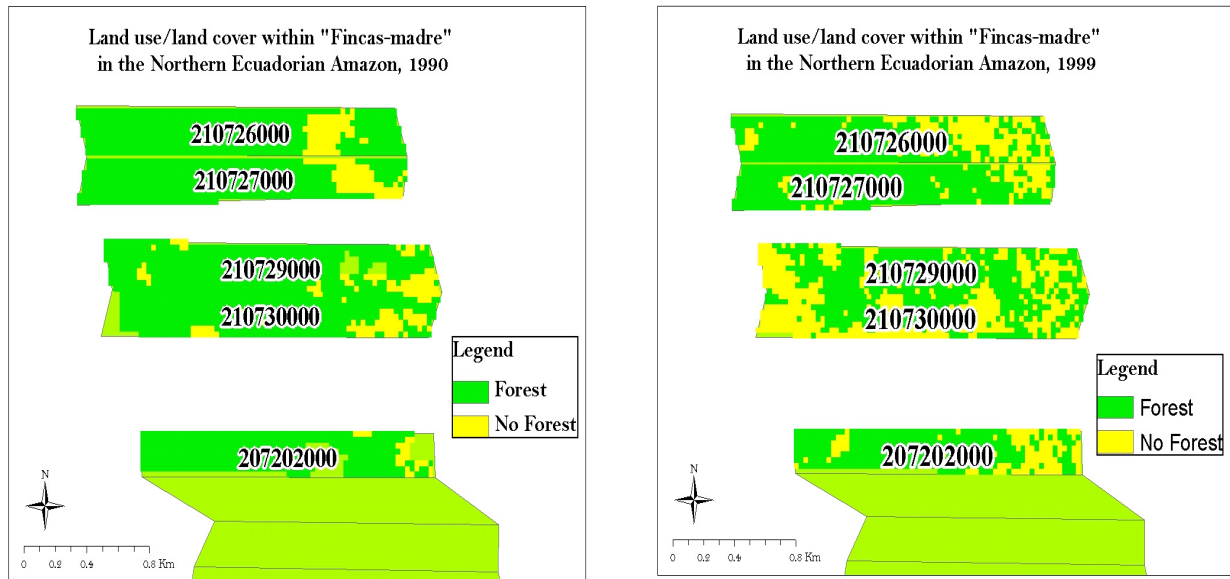 Land use/land cover within "Fincas-madre"
in the Northern Ecuadorian Amazon, 1990
210726000
210727000
210729000
210730000
207202000
Legend
Forest
No Forest
N
0 0.2 0.4 0.8 Km
Land use/land cover within "Fincas-madre"
in the Northern Ecuadorian Amazon, 1999
210726000
210727000
210729000
210730000
207202000
Legend
Forest
No Forest
N
0 0.2 0.4 0.8 Km